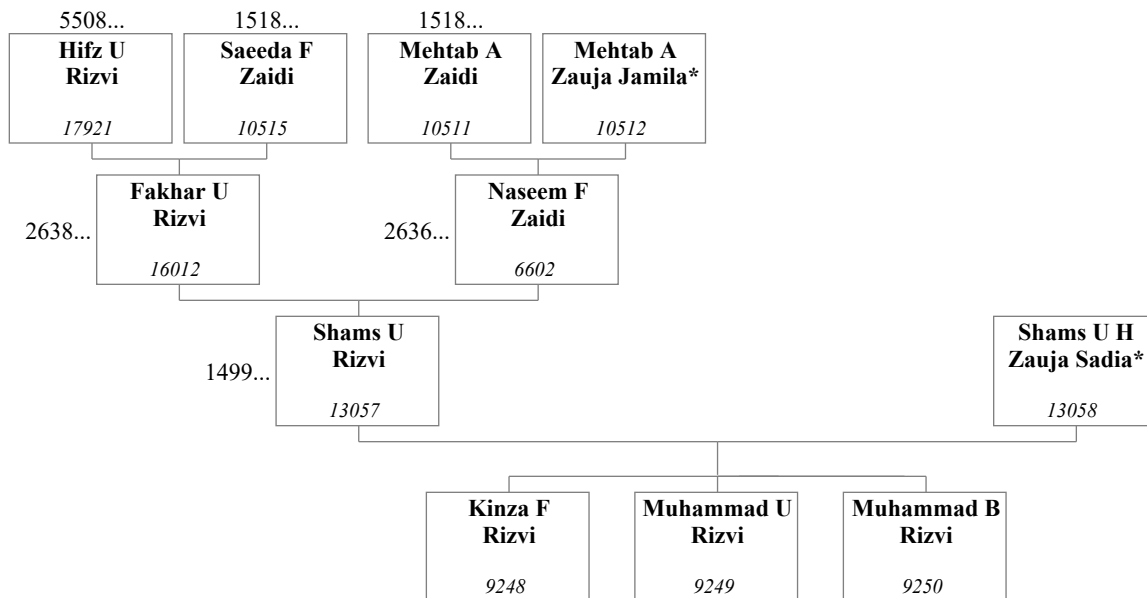 5508... 1518... 1518...
Hifz U Saeeda F Mehtab A Mehtab A
Rizvi Zaidi Zaidi Zauja Jamila*
17921 10515 10511 10512
Fakhar U Naseem F
Rizvi Zaidi
2638... 2636...
16012 6602
Shams U Shams U H
Rizvi Zauja Sadia*
1499...
13057 13058
Kinza F Muhammad U Muhammad B
Rizvi Rizvi Rizvi
9248 9249 9250